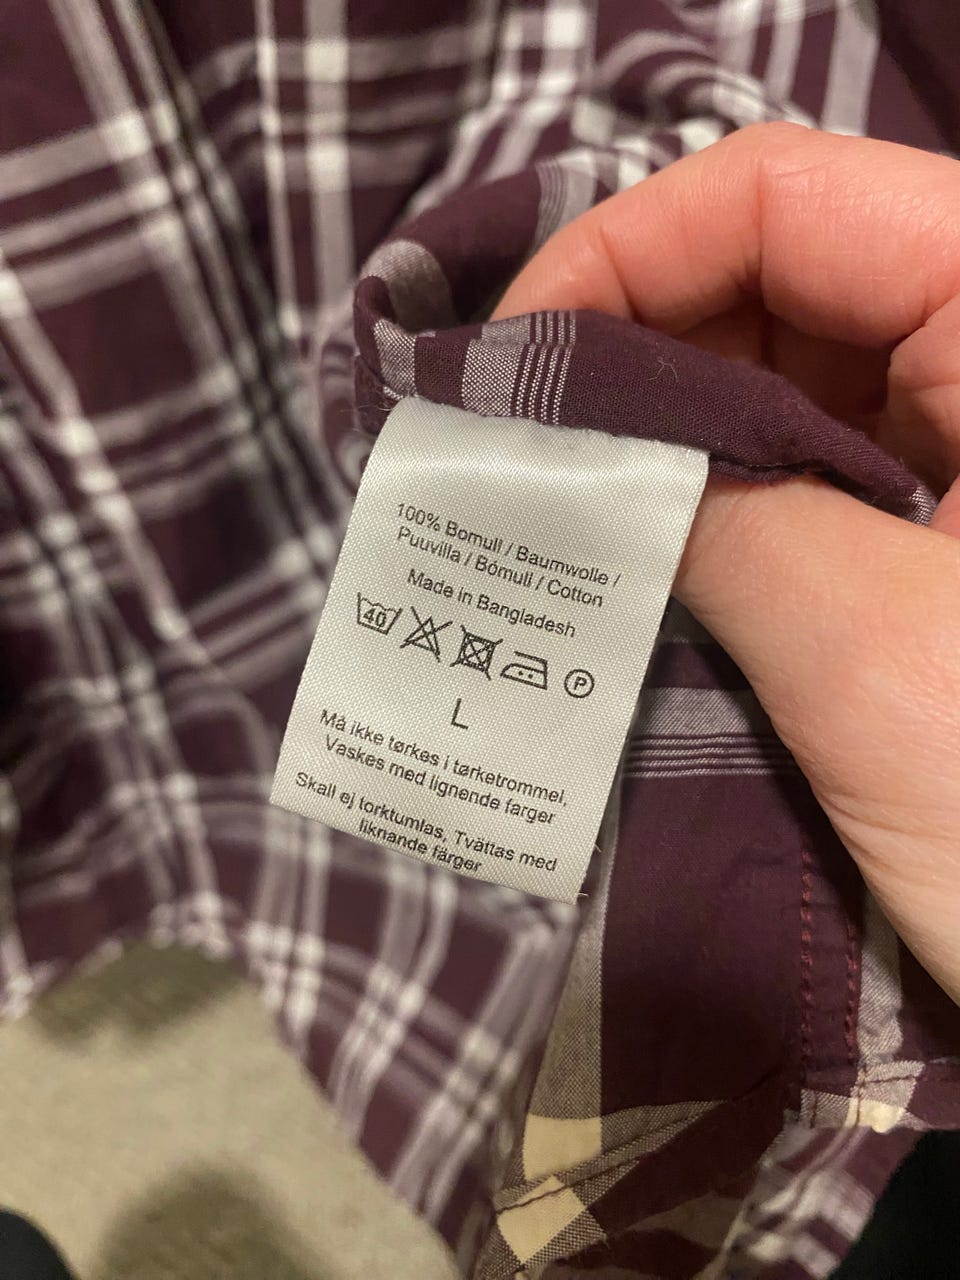 100% Bomull / Baumwolle /
Puuvilla / Bómull / Cotton
Made in Bangladesh
40 P
L
Må ikke tørkes i tørketrommel,
Vaskes med lignende farger
Skall ej torktumlas, Tvättas med
liknande färger